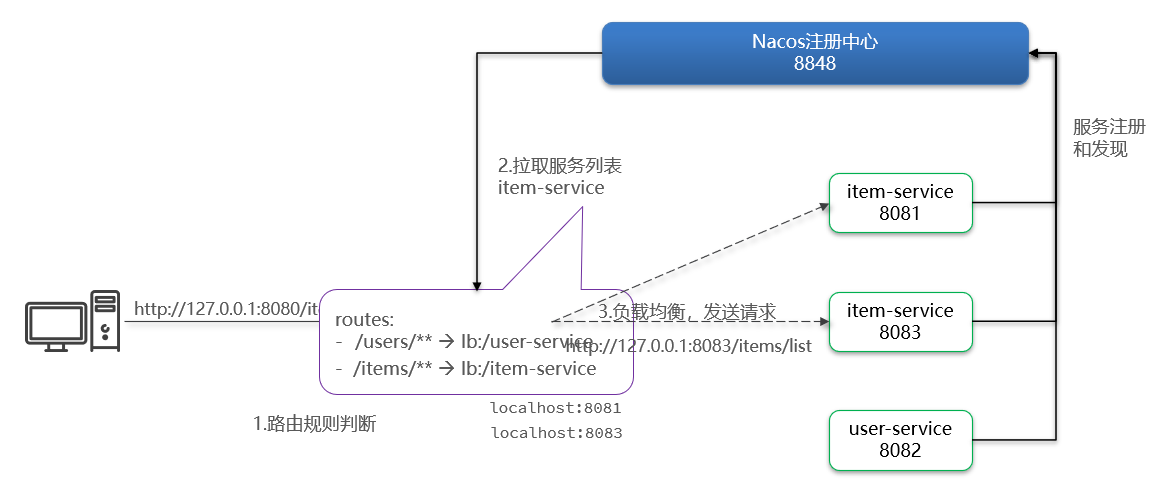 Nacos注册中心
8848
服务注册
和发现
2.拉取服务列表
item-service
item-service
8081
http://127.0.0.1:8080/ite
3.负载均衡，发送请求
item-service
8083
routes:
- /users/** → lb:/user-service
http://127.0.0.1:8083/items/list
- /items/** → lb:/item-service
localhost:8081
1.路由规则判断
localhost:8083
user-service
8082